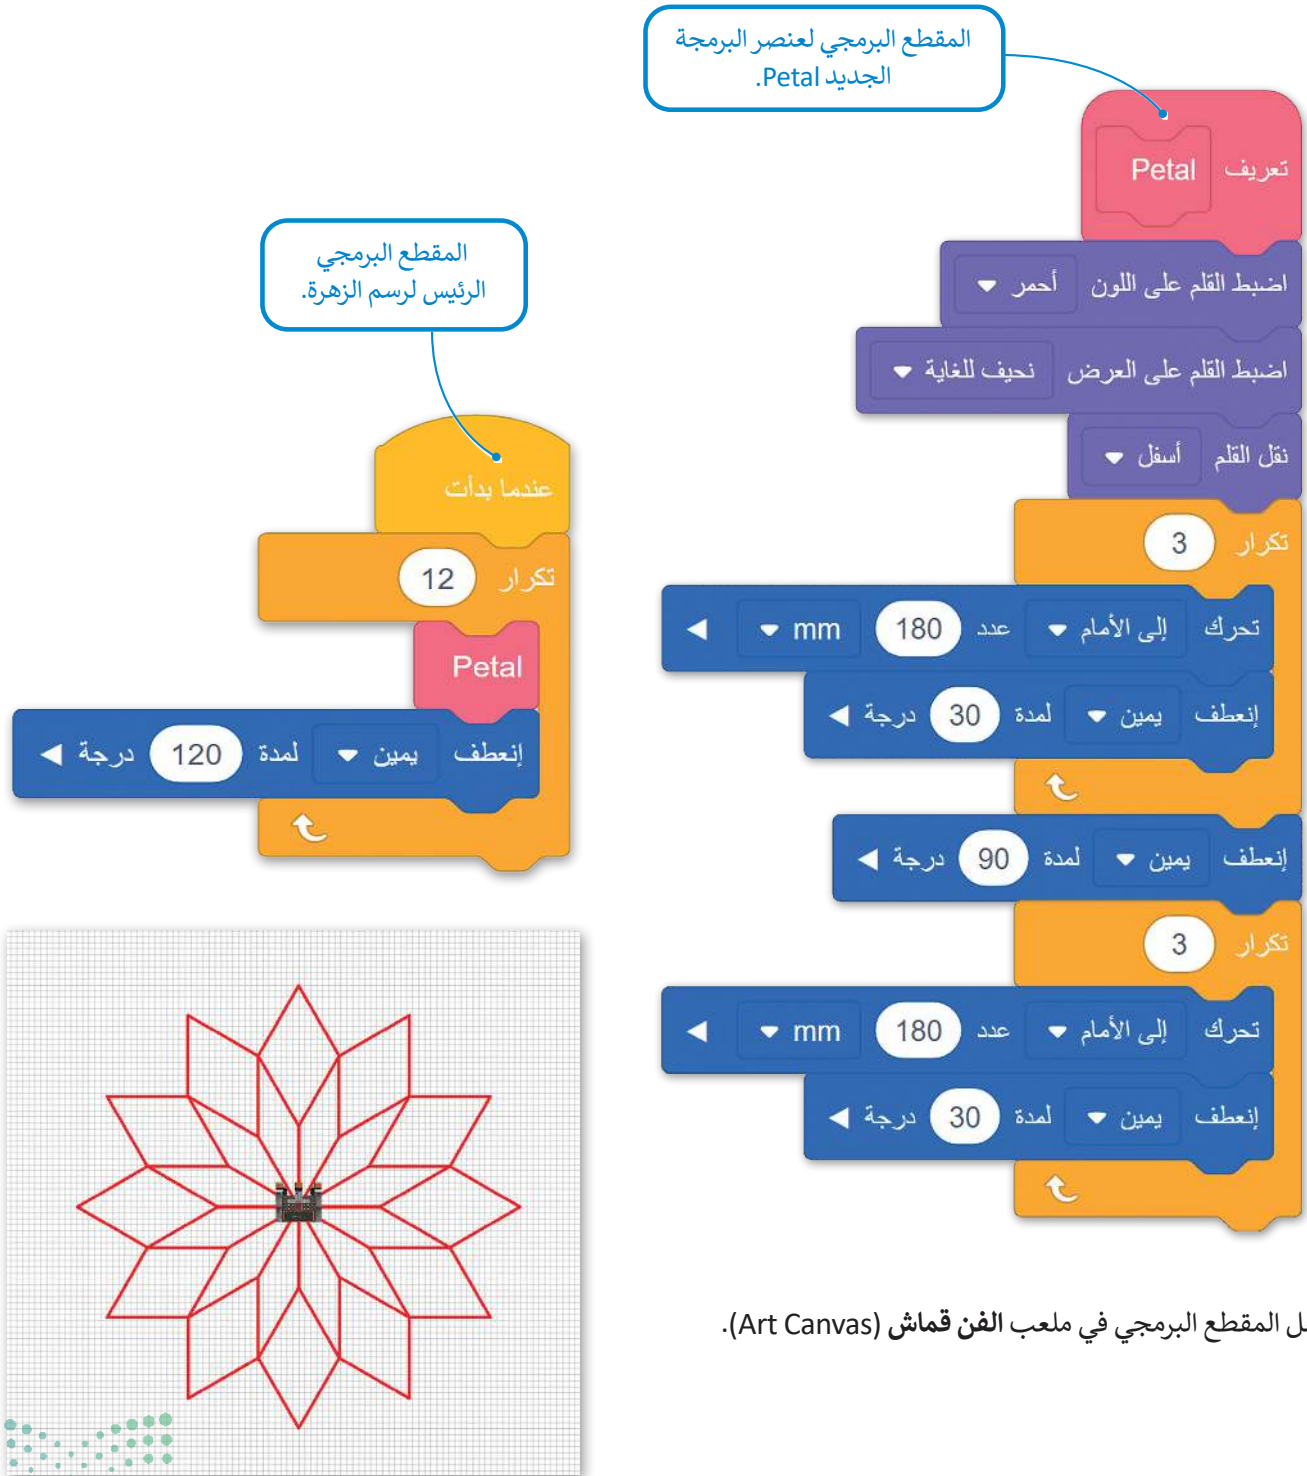 المقطع البرمجي لعنصر البرمجة
الجديد Petal.
تعريف Petal
اضبط القلم على اللون أحمر
اضبط القلم على العرض نحيف للغاية
نقل القلم أسفل
تكرار 3
تحرك إلى الأمام عدد 180 mm
إنعطف يمين لمدة 30 درجة
إنعطف يمين لمدة 90 درجة
تكرار 3
تحرك إلى الأمام عدد 180 mm
إنعطف يمين لمدة 30 درجة
المقطع البرمجي
الرئيس لرسم الزهرة.
عندما بدأت
تكرار 12
Petal
إنعطف يمين لمدة 120 درجة
المقطع البرمجي في ملعب الفن قماش (Art Canvas).